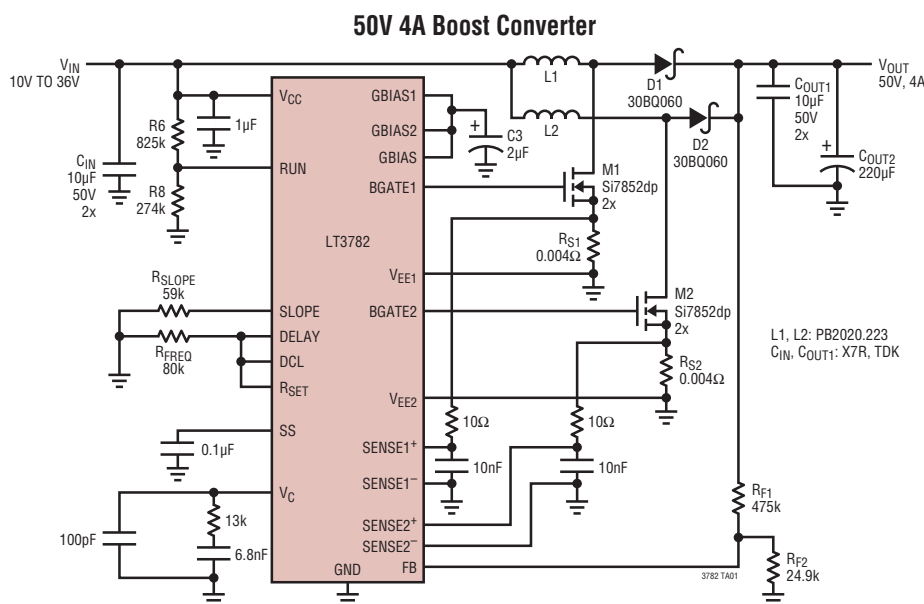 50V 4A Boost Converter
VIN
10V TO 36V
L1
D1
30BQ060
VOUT
50V, 4A
COUT1
10µF
50V
2x
+
COUT2
220µF
L2
D2
30BQ060
CIN
10µF
50V
2x
R6
825k
R8
274k
1µF
VCC
RUN
LT3782
GBIAS1
GBIAS2
GBIAS
+
C3
2µF
BGATE1
M1
Si7852dp
2x
RS1
0.004Ω
VEE1
BGATE2
M2
Si7852dp
2x
RS2
0.004Ω
VEE2
L1, L2: PB2020.223
CIN, COUT1: X7R, TDK
RSLOPE
59k
SLOPE
RFREQ
80k
DELAY
DCL
RSET
0.1µF
SS
VC
100pF
13k
6.8nF
10Ω
10Ω
SENSE1+
10nF
10nF
SENSE1–
SENSE2+
SENSE2–
FB
GND
RF1
475k
RF2
24.9k
3782 TA01